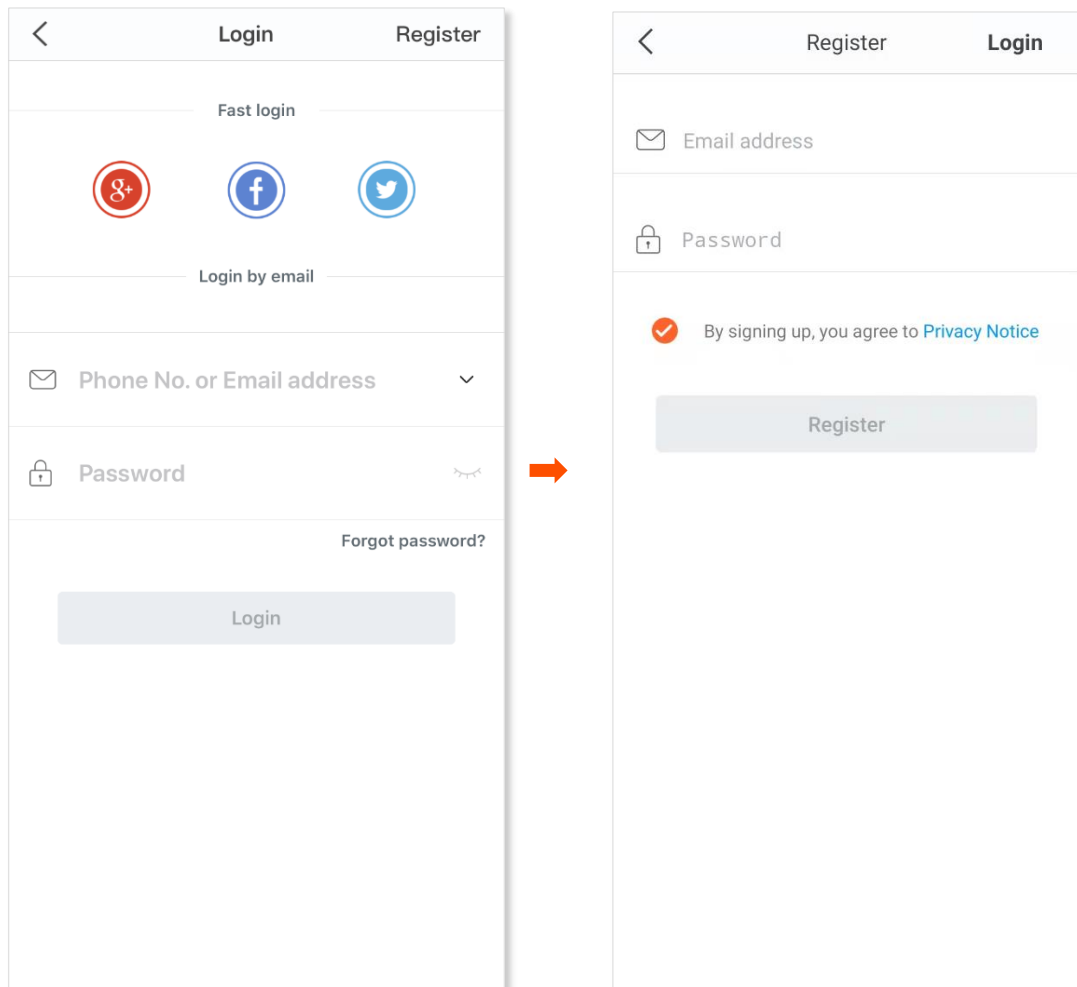 Login Register
Fast login
g+ f
Login by email
Phone No. or Email address
Password
Forgot password?
Login
Register Login
Email address
Password
By signing up, you agree to Privacy Notice
Register